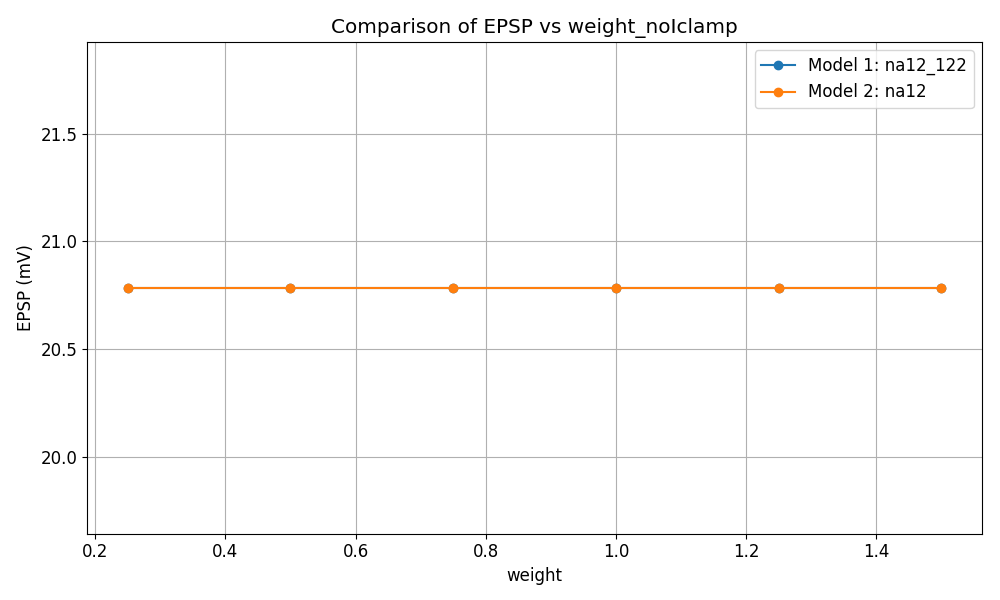 Comparison of EPSP vs weight_noIclamp
Model 1: na12_122
Model 2: na12
EPSP (mV)
21.5
21.0
20.5
20.0
0.2 0.4 0.6 0.8 1.0 1.2 1.4
weight